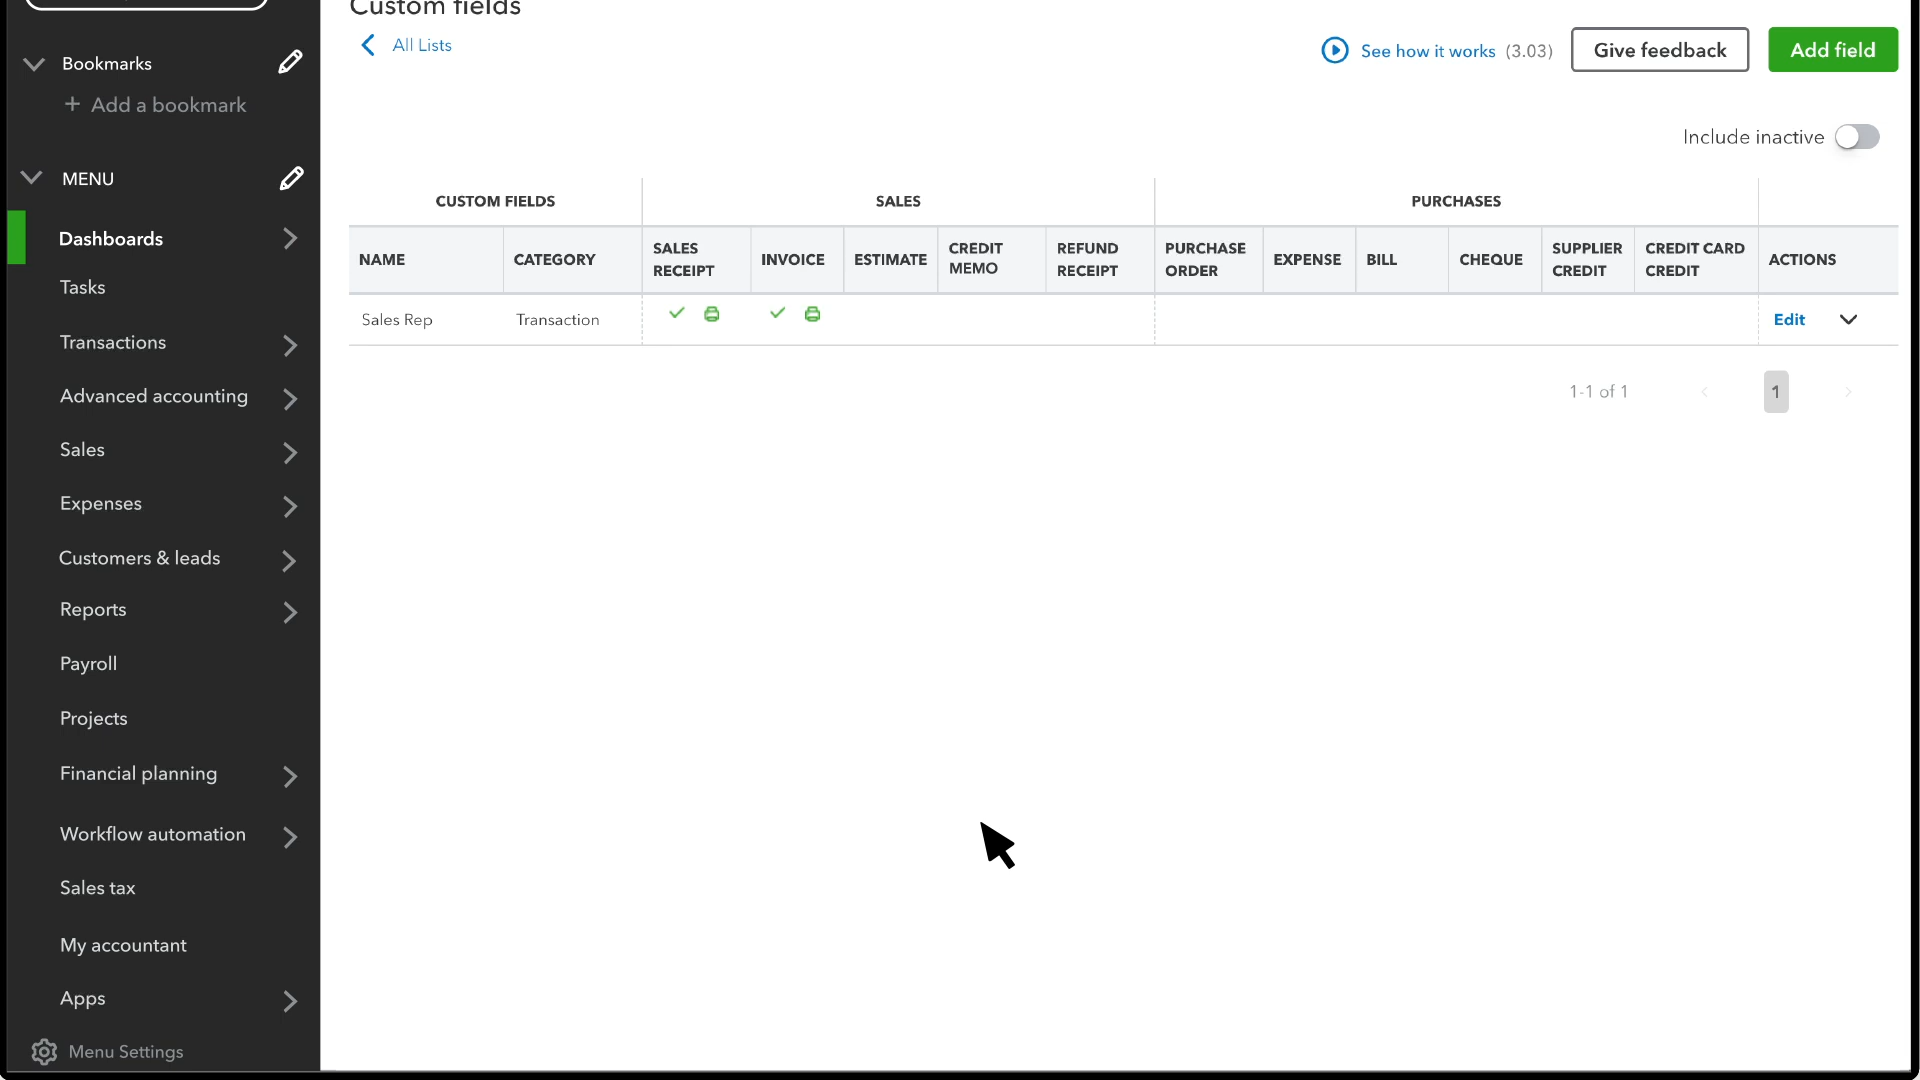 Custom fields
All Lists
See how it works (3.03)
Give feedback
Add field
Include inactive
Bookmarks
+ Add a bookmark
MENU
Dashboards
Tasks
Transactions
Advanced accounting
Sales
Expenses
Customers & leads
Reports
Payroll
Projects
Financial planning
Workflow automation
Sales tax
My accountant
Apps
Menu Settings
CUSTOM FIELDS SALES PURCHASES
NAME CATEGORY SALES RECEIPT INVOICE ESTIMATE CREDIT MEMO REFUND RECEIPT PURCHASE ORDER EXPENSE BILL CHEQUE SUPPLIER CREDIT CREDIT CARD CREDIT ACTIONS
Sales Rep Transaction Edit
1-1 of 1 1